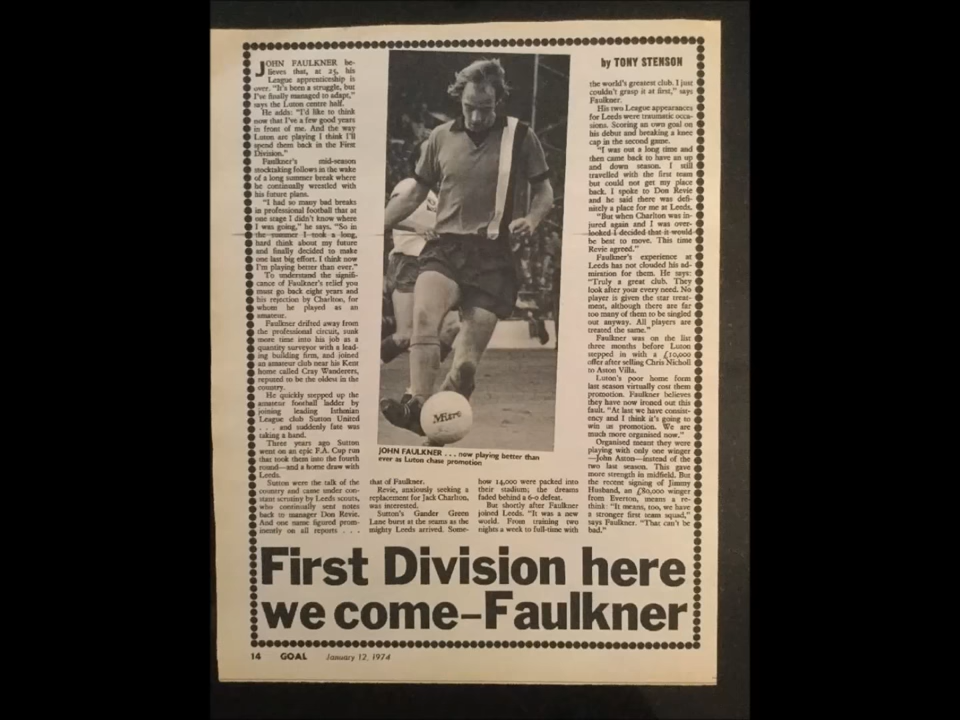 JOHN FAULKNER be-
lieves that, at 25, his
League apprenticeship is
over. "It's been a struggle, but
I've finally managed to adapt,"
says the Luton centre half.
He adds: "I'd like to think
now that I've a few good years
in front of me. And the way
Luton are playing I think I'll
spend them back in the First
Division."
Faulkner's mid-season
stocktaking follows in the wake
of a long summer break where
he continually wrestled with
his future plans.
"I had so many bad breaks
in professional football that at
one stage I didn't know where
I was going," he says. "So in
the summer I took a long,
hard think about my future
and finally decided to make
one last big effort. I think now
I'm playing better than ever."
To understand the signifi-
cance of Faulkner's relief you
must go back eight years and
his rejection by Charlton, for
whom he played as an
amateur.
Faulkner drifted away from
the professional circuit, sunk
more time into his job as a
quantity surveyor with a lead-
ing building firm, and joined
an amateur club near his Kent
home called Cray Wanderers,
reputed to be the oldest in the
country.
He quickly stepped up the
amateur football ladder by
joining leading Isthmian
League club Sutton United
. . . and suddenly fate was
taking a hand.
Three years ago Sutton
went on an epic F.A. Cup run
that took them into the fourth
round—and a home draw with
Leeds.
Sutton were the talk of the
country and came under con-
stant scrutiny by Leeds scouts,
who continually sent notes
back to manager Don Revie.
And one name figured prom-
inently on all reports . . .
Mitre
JOHN FAULKNER . . . now playing better than
ever as Luton chase promotion
that of Faulkner.
Revie, anxiously seeking a
replacement for Jack Charlton,
was interested.
Sutton's Gander Green
Lane burst at the seams as the
mighty Leeds arrived. Some-
how 14,000 were packed into
their stadium; the dreams
faded behind a 6-0 defeat.
But shortly after Faulkner
joined Leeds. "It was a new
world. From training two
nights a week to full-time with
by TONY STENSON
the world's greatest club. I just
couldn't grasp it at first," says
Faulkner.
His two League appearances
for Leeds were traumatic occa-
sions. Scoring an own goal on
his debut and breaking a knee
cap in the second game.
"I was out a long time and
then came back to have an up
and down season. I still
travelled with the first team
but could not get my place
back. I spoke to Don Revie
and he said there was defi-
nitely a place for me at Leeds.
"But when Charlton was in-
jured again and I was over-
looked I decided that it would
be best to move. This time
Revie agreed."
Faulkner's experience at
Leeds has not clouded his ad-
miration for them. He says:
"Truly a great club. They
look after your every need. No
player is given the star treat-
ment, although there are far
too many of them to be singled
out anyway. All players are
treated the same."
Faulkner was on the list
three months before Luton
stepped in with a £10,000
offer after selling Chris Nicholl
to Aston Villa.
Luton's poor home form
last season virtually cost them
promotion. Faulkner believes
they have now ironed out this
fault. "At last we have consist-
ency and I think it's going to
win us promotion. We are
much more organised now."
Organised meant they were
playing with only one winger
—John Aston—instead of the
two last season. This gave
more strength in midfield. But
the recent signing of Jimmy
Husband, an £80,000 winger
from Everton, means a re-
think "It means, too, we have
a stronger first team squad,"
says Faulkner. "That can't be
bad."
First Division here
we come–Faulkner
14 GOAL January 12, 1974